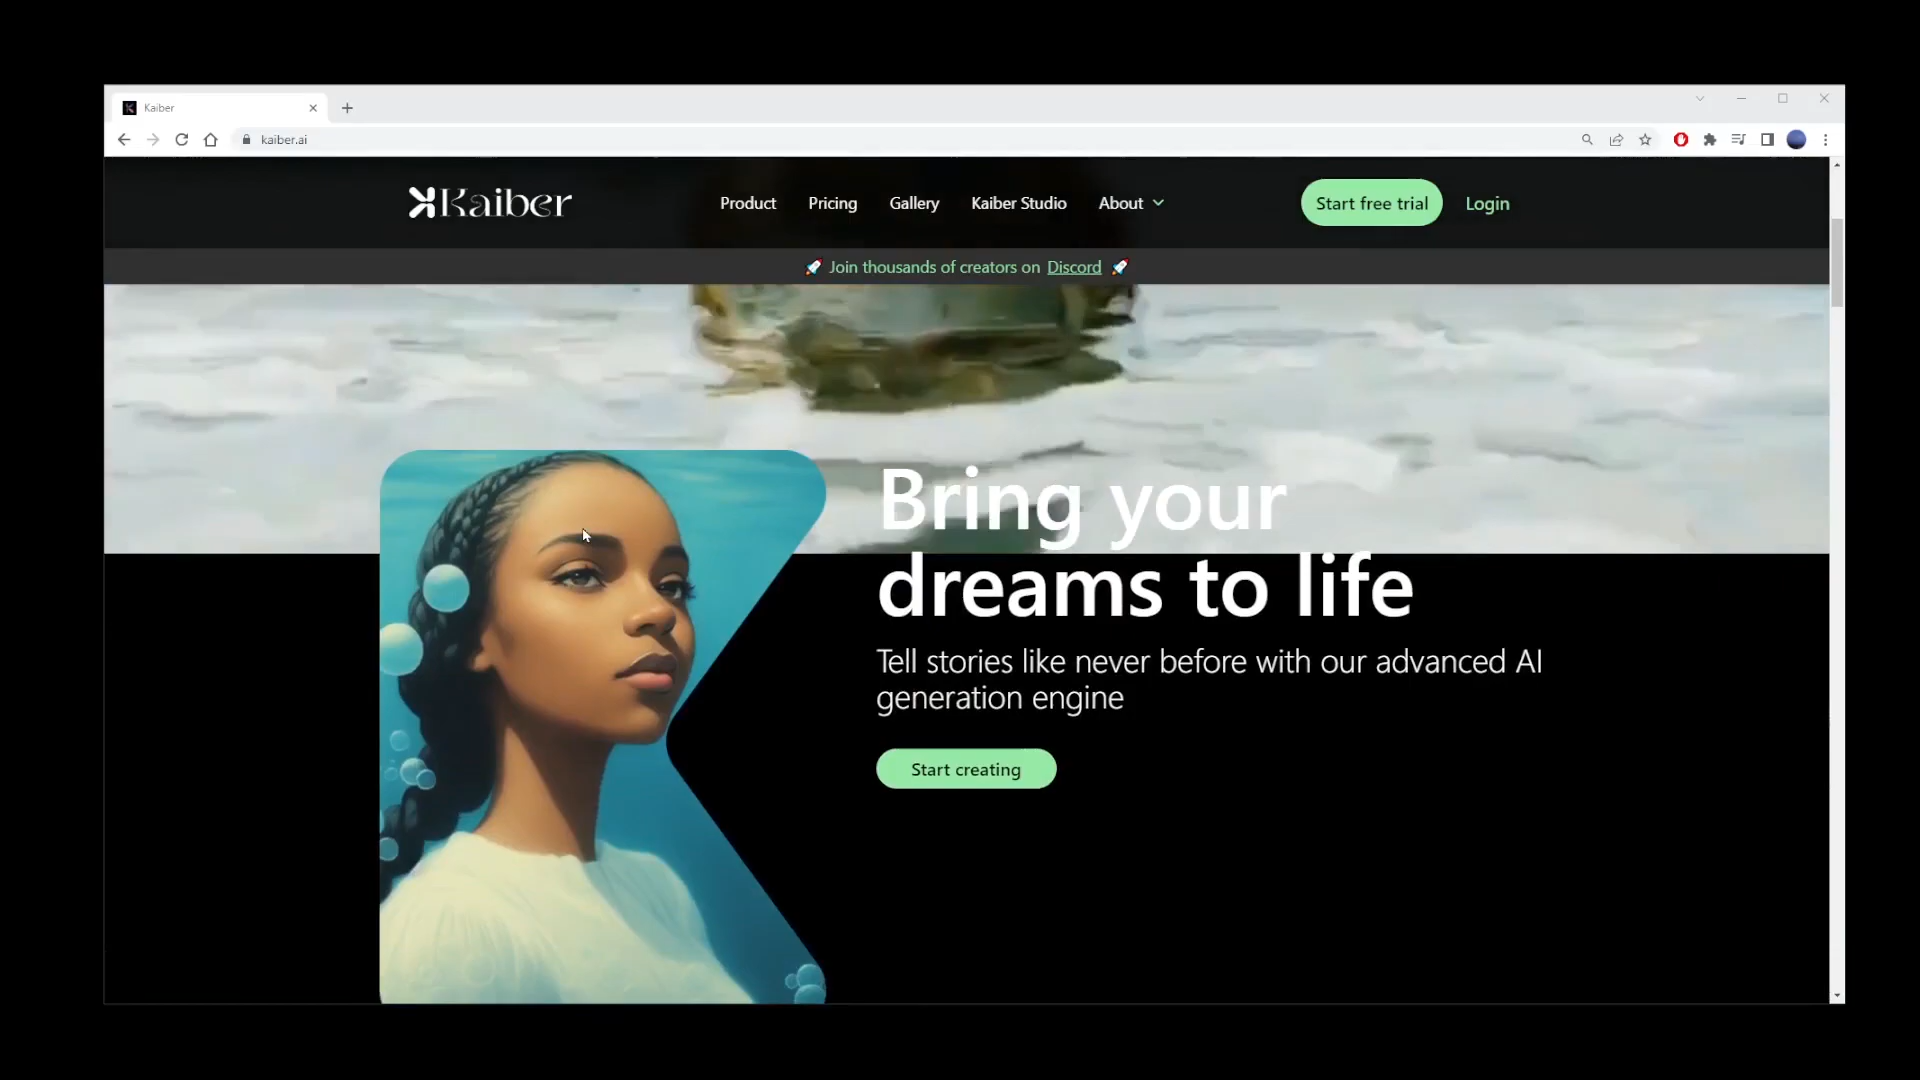 Kaiber
kaiber.ai
Kaiber
Product
Pricing
Gallery
Kaiber Studio
About
Start free trial
Login
🚀 Join thousands of creators on Discord 🚀
Bring your
dreams to life
Tell stories like never before with our advanced AI
generation engine
Start creating